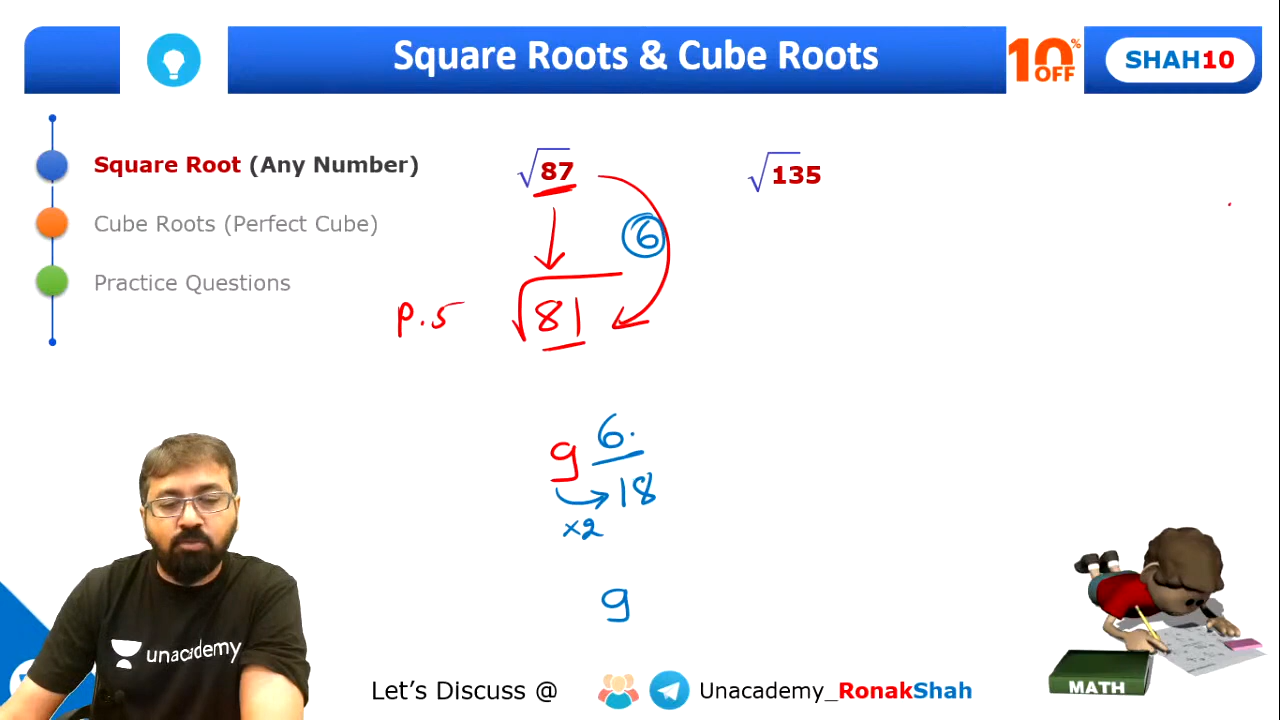 Square Roots & Cube Roots
10% OFF
SHAH10
Square Root (Any Number)
√87
√135
Cube Roots (Perfect Cube)
6
Practice Questions
P.S
√81
9 6/18
×2
9
unacademy
MATH
Let's Discuss @
Unacademy_RonakShah